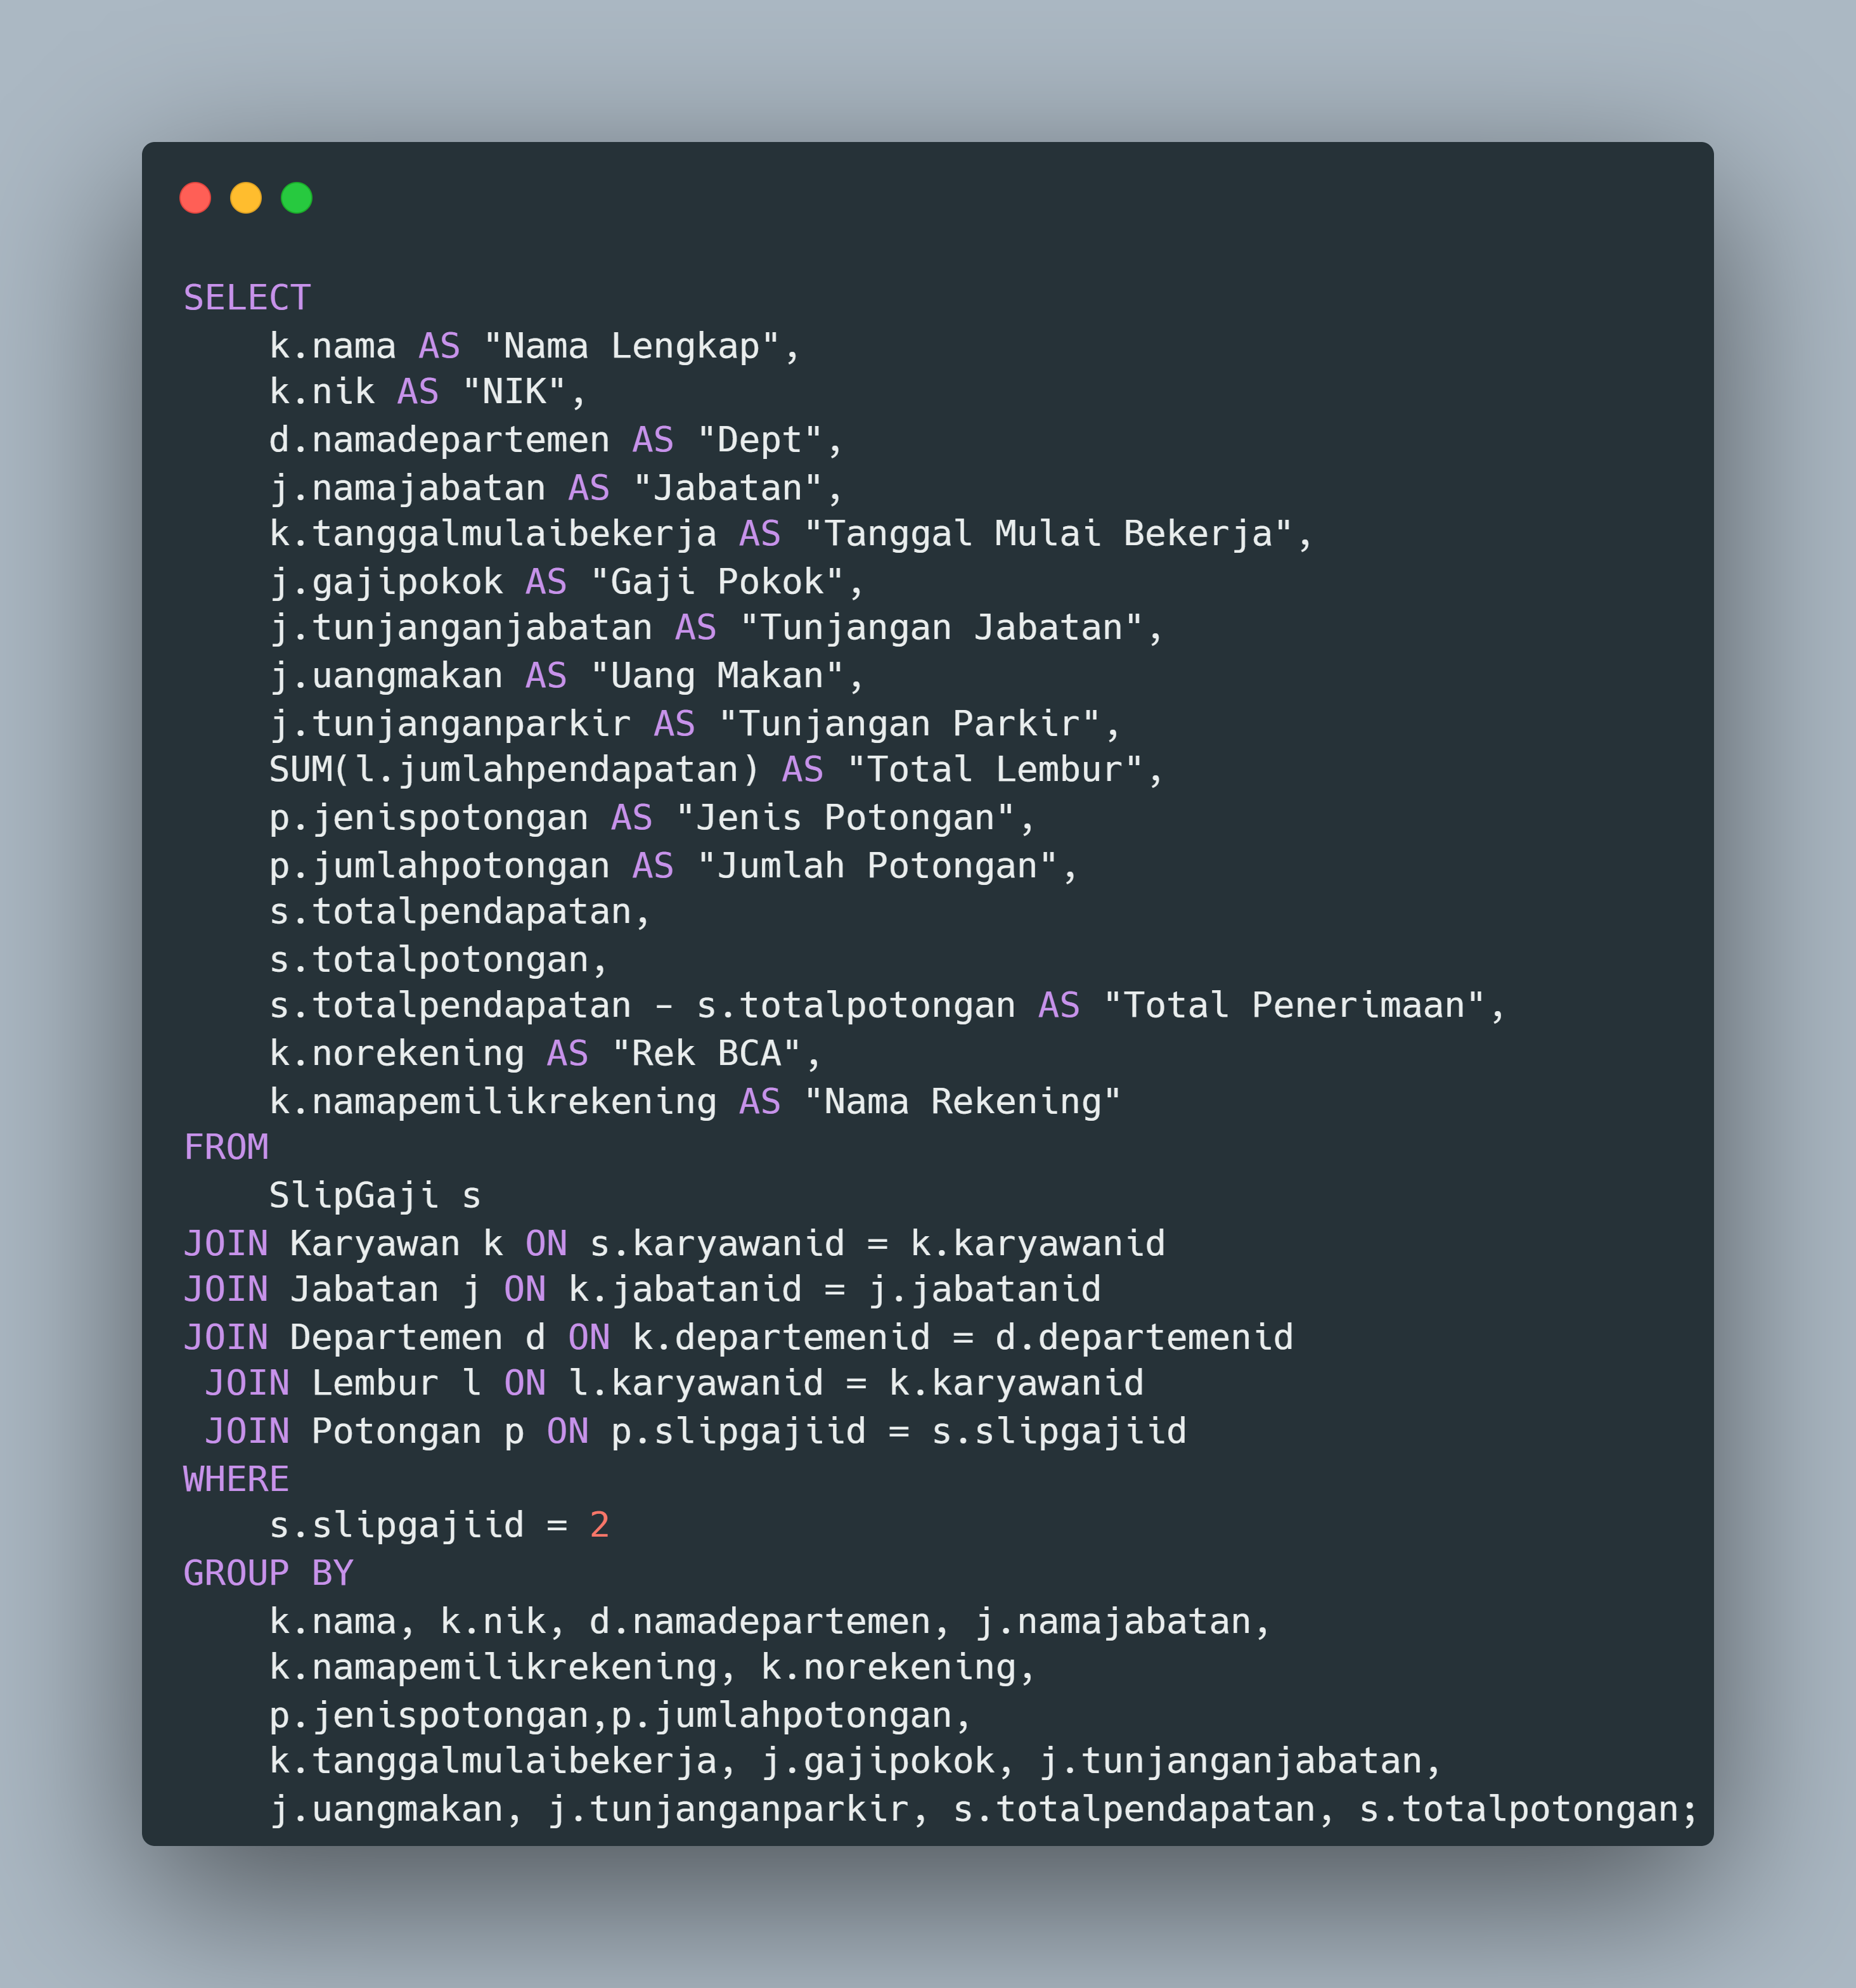 SELECT
    k.nama AS "Nama Lengkap",
    k.nik AS "NIK",
    d.namadepartemen AS "Dept",
    j.namajabatan AS "Jabatan",
    k.tanggalmulaibekerja AS "Tanggal Mulai Bekerja",
    j.gajipokok AS "Gaji Pokok",
    j.tunjanganjabatan AS "Tunjangan Jabatan",
    j.uangmakan AS "Uang Makan",
    j.tunjanganparkir AS "Tunjangan Parkir",
    SUM(l.jumlahpendapatan) AS "Total Lembur",
    p.jenispotongan AS "Jenis Potongan",
    p.jumlahpotongan AS "Jumlah Potongan",
    s.totalpendapatan,
    s.totalpotongan,
    s.totalpendapatan - s.totalpotongan AS "Total Penerimaan",
    k.norekening AS "Rek BCA",
    k.namapemilikrekening AS "Nama Rekening"
FROM
    SlipGaji s
JOIN Karyawan k ON s.karyawanid = k.karyawanid
JOIN Jabatan j ON k.jabatanid = j.jabatanid
JOIN Departemen d ON k.departemenid = d.departemenid
 JOIN Lembur l ON l.karyawanid = k.karyawanid
 JOIN Potongan p ON p.slipgajiid = s.slipgajiid
WHERE
    s.slipgajiid = 2
GROUP BY
    k.nama, k.nik, d.namadepartemen, j.namajabatan,
    k.namapemilikrekening, k.norekening,
    p.jenispotongan,p.jumlahpotongan,
    k.tanggalmulaibekerja, j.gajipokok, j.tunjanganjabatan,
    j.uangmakan, j.tunjanganparkir, s.totalpendapatan, s.totalpotongan;